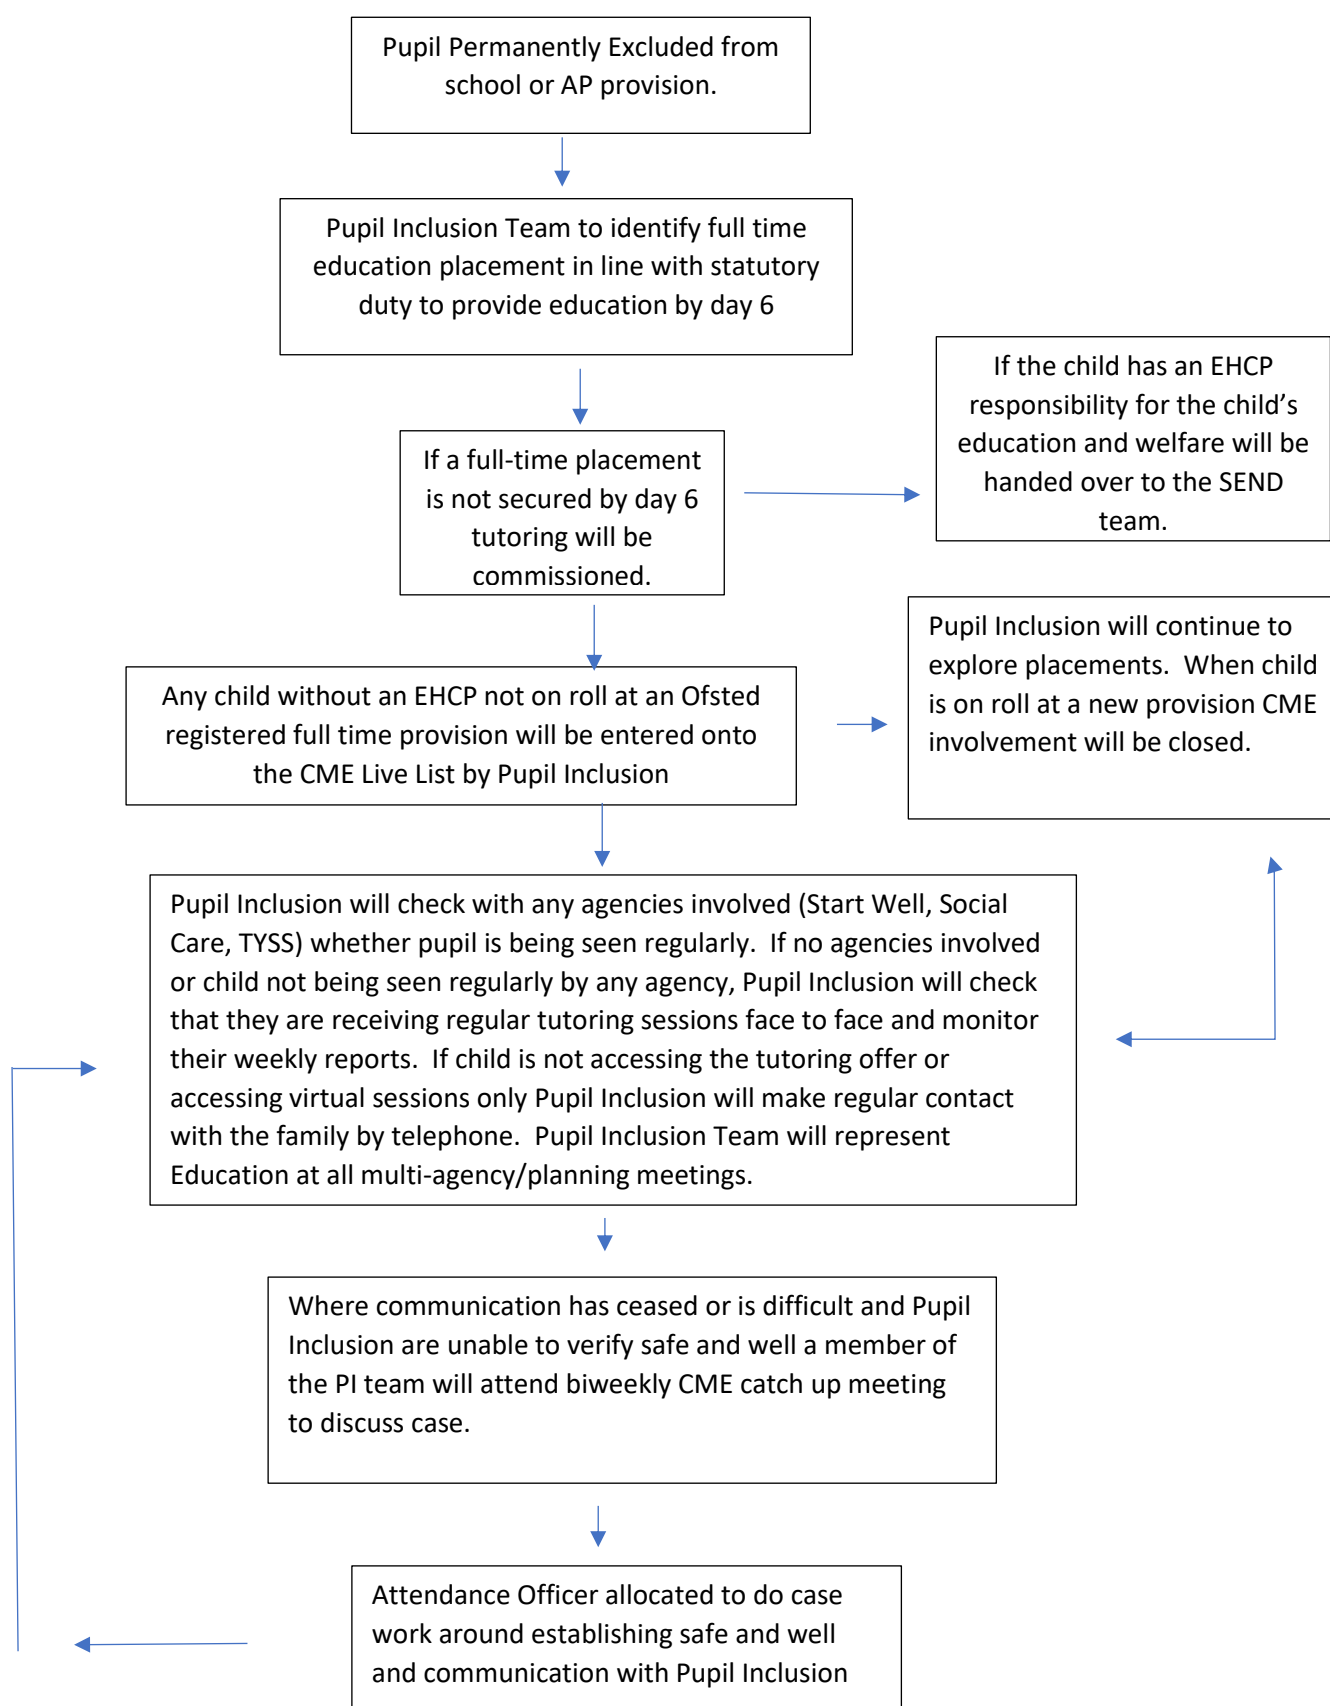 Pupil Permanently Excluded from
school or AP provision.
Pupil Inclusion Team to identify full time
education placement in line with statutory
duty to provide education by day 6
If the child has an EHCP
responsibility for the child’s
education and welfare will be
handed over to the SEND
team.
If a full-time placement
is not secured by day 6
tutoring will be
commissioned.
Pupil Inclusion will continue to
explore placements.  When child
is on roll at a new provision CME
involvement will be closed.
Any child without an EHCP not on roll at an Ofsted
registered full time provision will be entered onto
the CME Live List by Pupil Inclusion
Pupil Inclusion will check with any agencies involved (Start Well, Social
Care, TYSS) whether pupil is being seen regularly.  If no agencies involved
or child not being seen regularly by any agency, Pupil Inclusion will check
that they are receiving regular tutoring sessions face to face and monitor
their weekly reports.  If child is not accessing the tutoring offer or
accessing virtual sessions only Pupil Inclusion will make regular contact
with the family by telephone.  Pupil Inclusion Team will represent
Education at all multi-agency/planning meetings.
Where communication has ceased or is difficult and Pupil
Inclusion are unable to verify safe and well a member of
the PI team will attend biweekly CME catch up meeting
to discuss case.
Attendance Officer allocated to do case
work around establishing safe and well
and communication with Pupil Inclusion